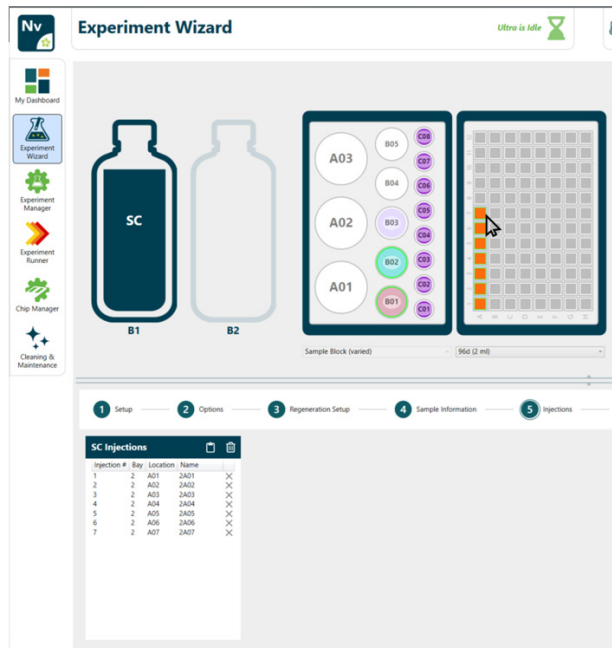 Nv
Experiment Wizard
Ultra is Idle
My Dashboard
Experiment
Wizard
Experiment
Manager
Experiment
Runner
Chip Manager
Cleaning &
Maintenance
SC
B1
B2
A03
A02
A01
B05
B04
B03
B02
B01
C08
C07
C06
C05
C04
C03
C02
C01
A B C D E F G H
Sample Block (varied)
96d (2 ml)
1 Setup
2 Options
3 Regeneration Setup
4 Sample Information
5 Injections
SC Injections
Injection # Bay Location Name
1 2 A01 2A01
2 2 A02 2A02
3 2 A03 2A03
4 2 A04 2A04
5 2 A05 2A05
6 2 A06 2A06
7 2 A07 2A07